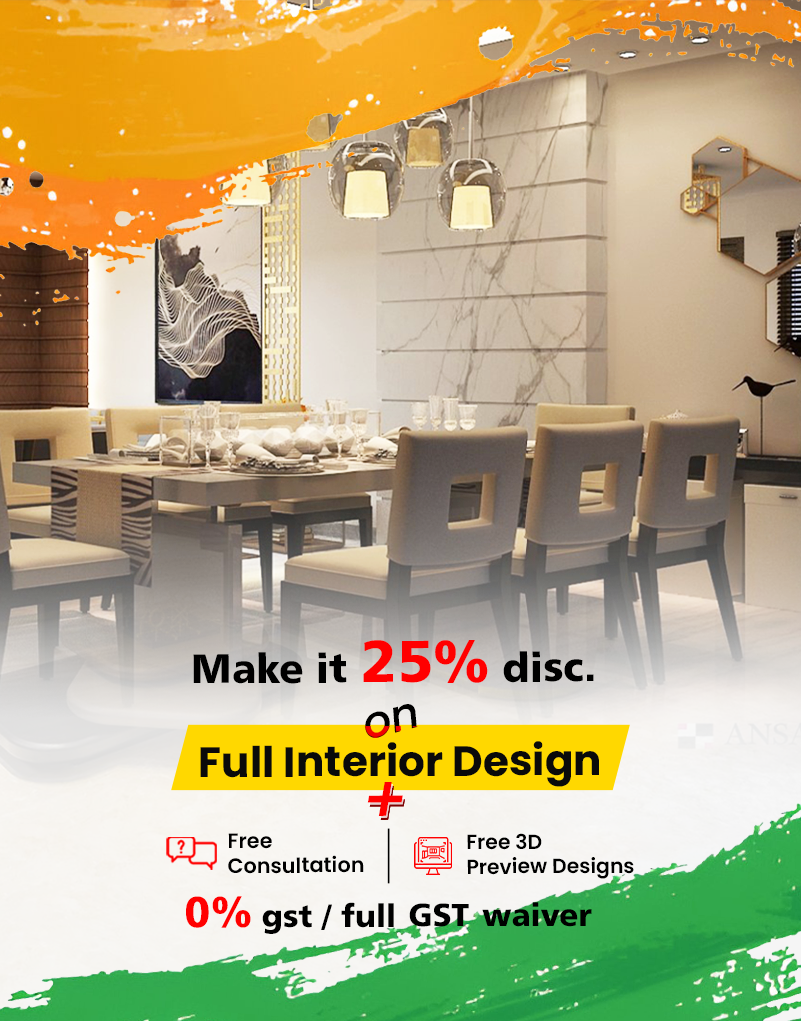 Make it 25% disc.
on
Full Interior Design
+
Free
Consultation
Free 3D
Preview Designs
0% gst / full GST waiver